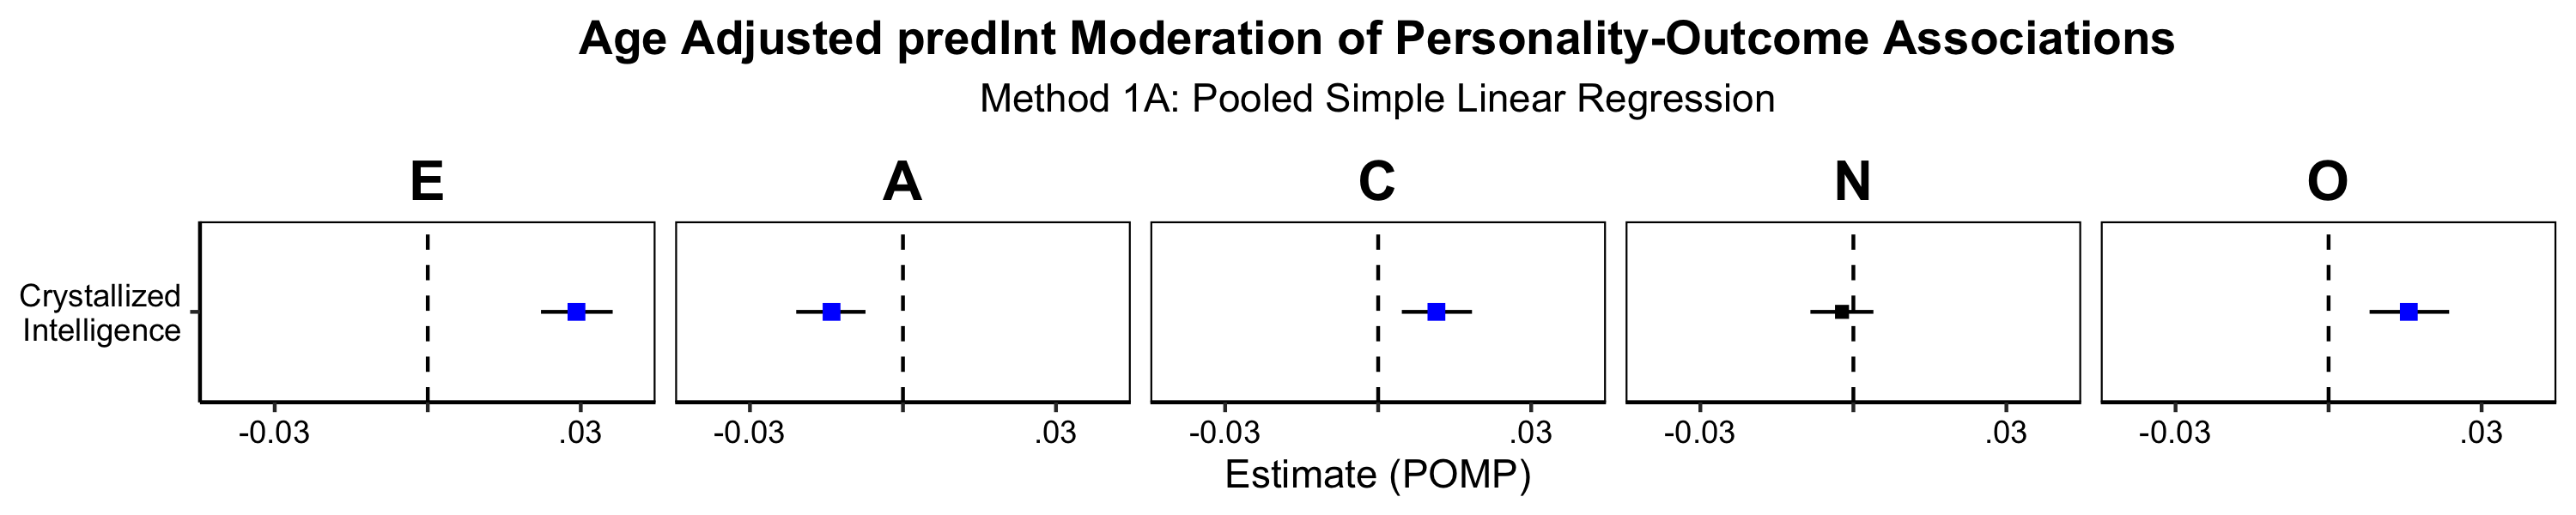 Age Adjusted predInt Moderation of Personality-Outcome Associations
Method 1A: Pooled Simple Linear Regression
E A C N O
Crystallized
Intelligence
-0.03 .03 -0.03 .03 -0.03 .03 -0.03 .03 -0.03 .03
Estimate (POMP)